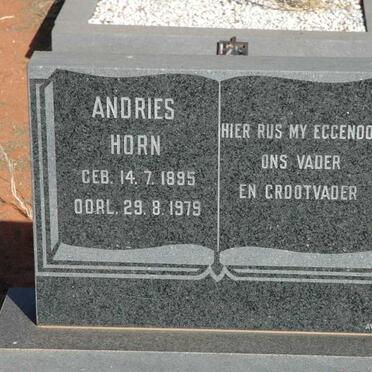 ANDRIES
HORN
GEB. 14. 7. 1895
OORL. 29. 8. 1979
HIER RUS MY EGGENOO
ONS VADER
EN GROOTVADER